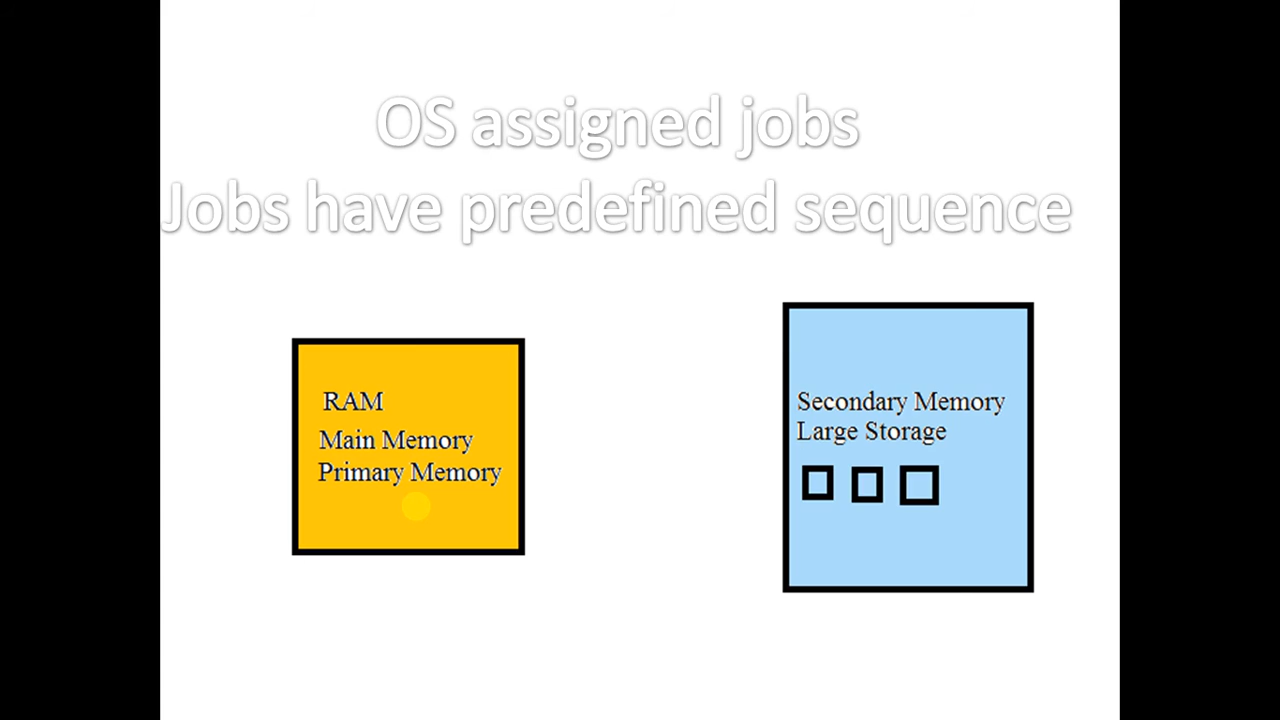 OS assigned jobs
Jobs have predefined sequence
RAM
Main Memory
Primary Memory
Secondary Memory
Large Storage